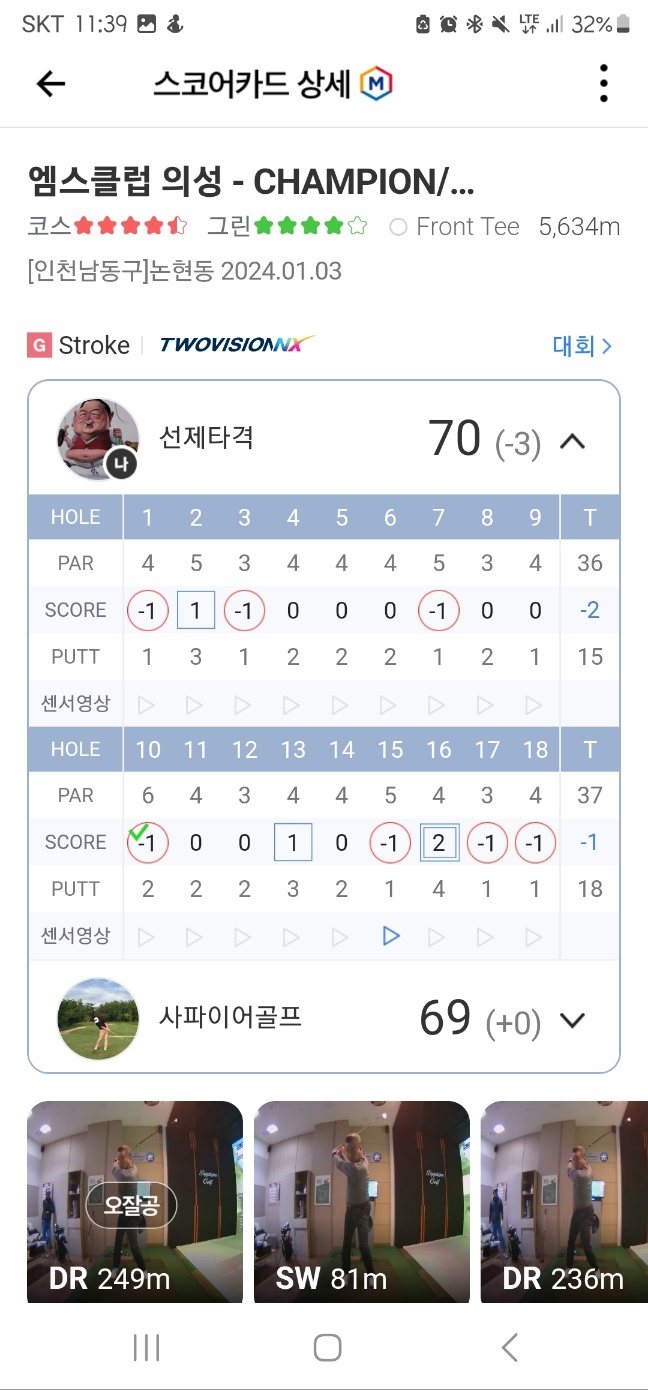 SKT 11:39 LTE 32%
스코어카드 상세 M
엠스클럽 의성 - CHAMPION/...
코스 그린 Front Tee 5,634m
[인천남동구]논현동 2024.01.03
G Stroke TWOVISIONNX 대회
선제타격 70 (-3)
나
HOLE 1 2 3 4 5 6 7 8 9 T
PAR 4 5 3 4 4 4 5 3 4 36
SCORE -1 1 -1 0 0 0 -1 0 0 -2
PUTT 1 3 1 2 2 2 1 2 1 15
센서영상
HOLE 10 11 12 13 14 15 16 17 18 T
PAR 6 4 3 4 4 5 4 3 4 37
SCORE -1 0 0 1 0 -1 2 -1 -1 -1
PUTT 2 2 2 3 2 1 4 1 1 18
센서영상
사파이어골프 69 (+0)
오잘공
DR 249m SW 81m DR 236m